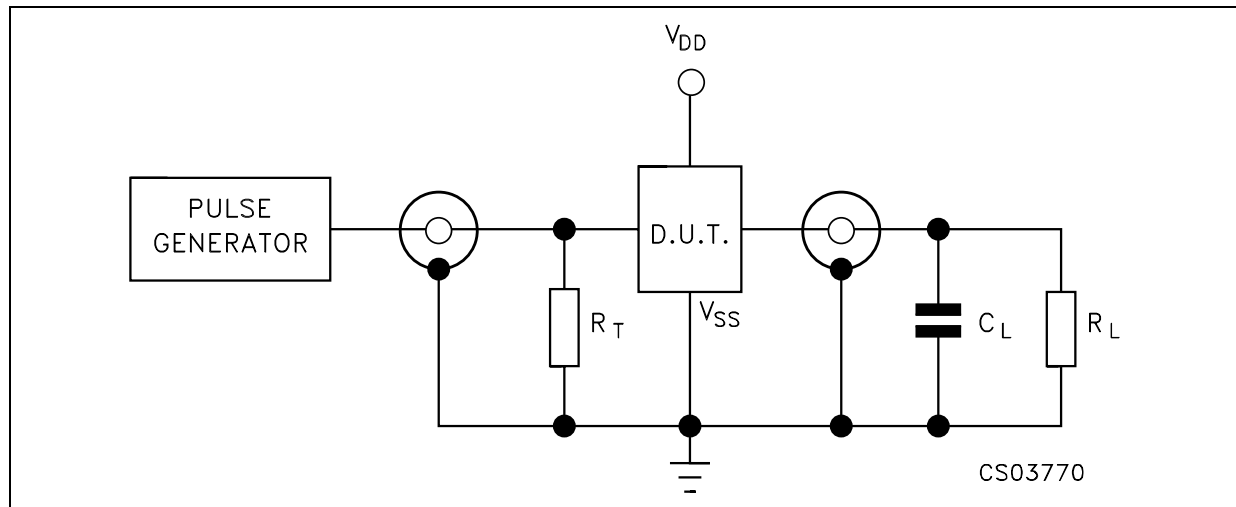 VDD
PULSE
GENERATOR
D.U.T.
VSS
RT
CL
RL
CS03770